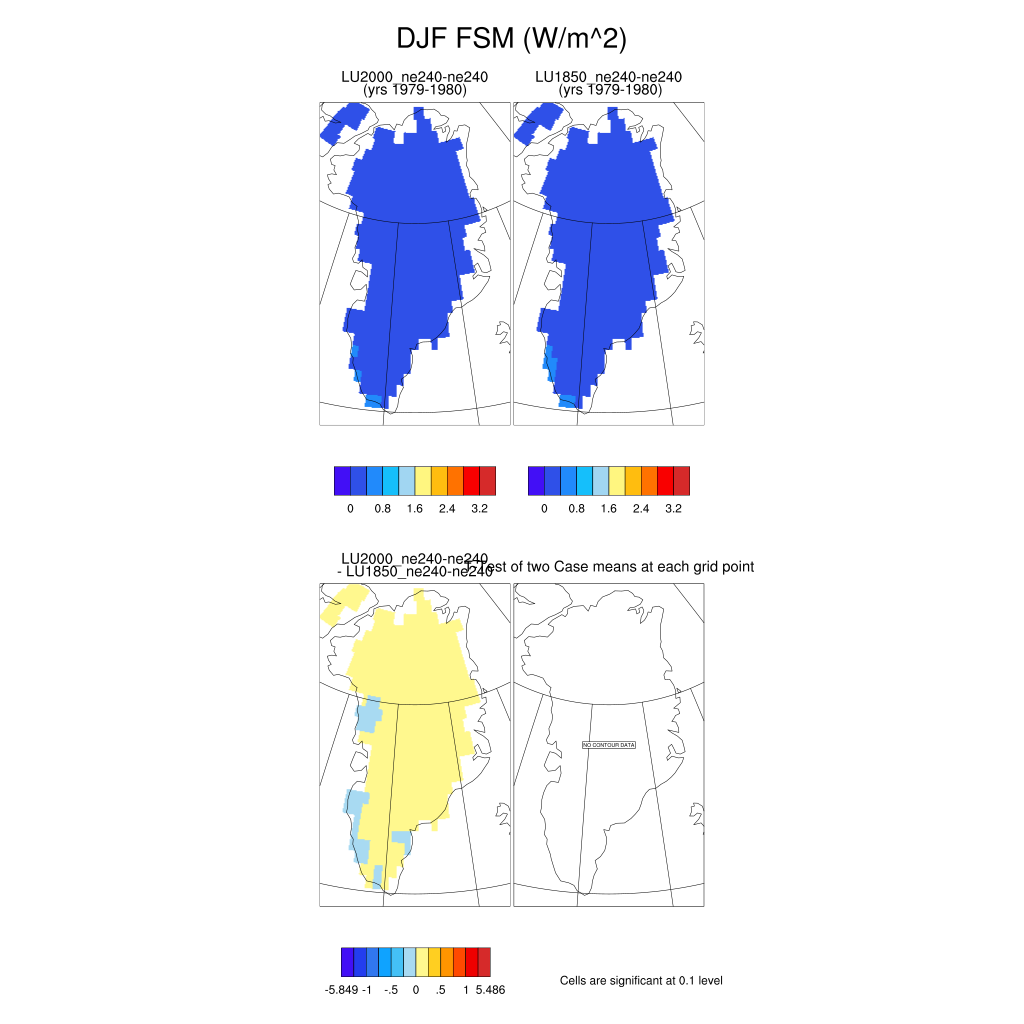 DJF FSM (W/m^2)
LU2000_ne240-ne240
(yrs 1979-1980)
LU1850_ne240-ne240
(yrs 1979-1980)
0 0.8 1.6 2.4 3.2
0 0.8 1.6 2.4 3.2
LU2000_ne240-ne240
- LU1850_ne240-ne240
T-Test of two Case means at each grid point
NO CONTOUR DATA
-5.849 -1 -.5 0 .5 1 5.486
Cells are significant at 0.1 level